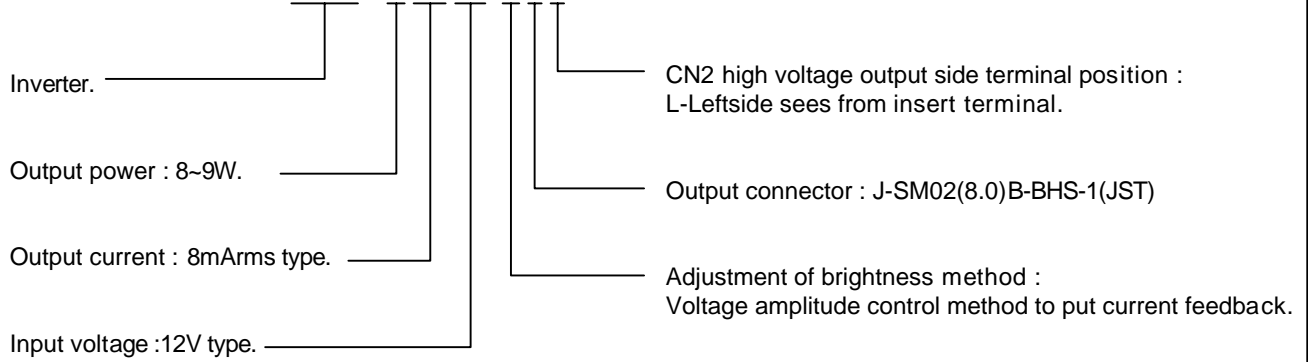 Inverter.
Output power : 8~9W.
Output current : 8mArms type.
Input voltage :12V type.
CN2 high voltage output side terminal position :
L-Leftside sees from insert terminal.
Output connector : J-SM02(8.0)B-BHS-1(JST)
Adjustment of brightness method :
Voltage amplitude control method to put current feedback.